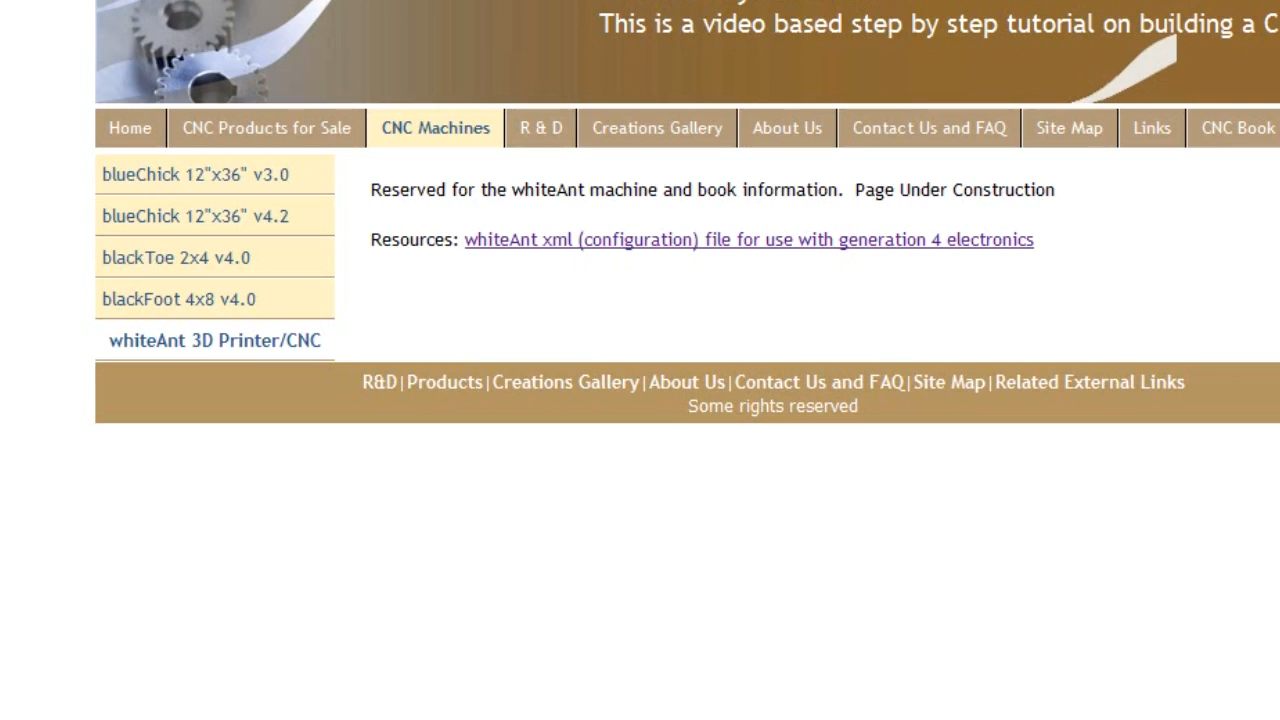 This is a video based step by step tutorial on building a C
Home CNC Products for Sale CNC Machines R & D Creations Gallery About Us Contact Us and FAQ Site Map Links CNC Book
blueChick 12"x36" v3.0
blueChick 12"x36" v4.2
blackToe 2x4 v4.0
blackFoot 4x8 v4.0
whiteAnt 3D Printer/CNC
Reserved for the whiteAnt machine and book information. Page Under Construction
Resources: whiteAnt xml (configuration) file for use with generation 4 electronics
R&D|Products|Creations Gallery|About Us|Contact Us and FAQ|Site Map|Related External Links
Some rights reserved